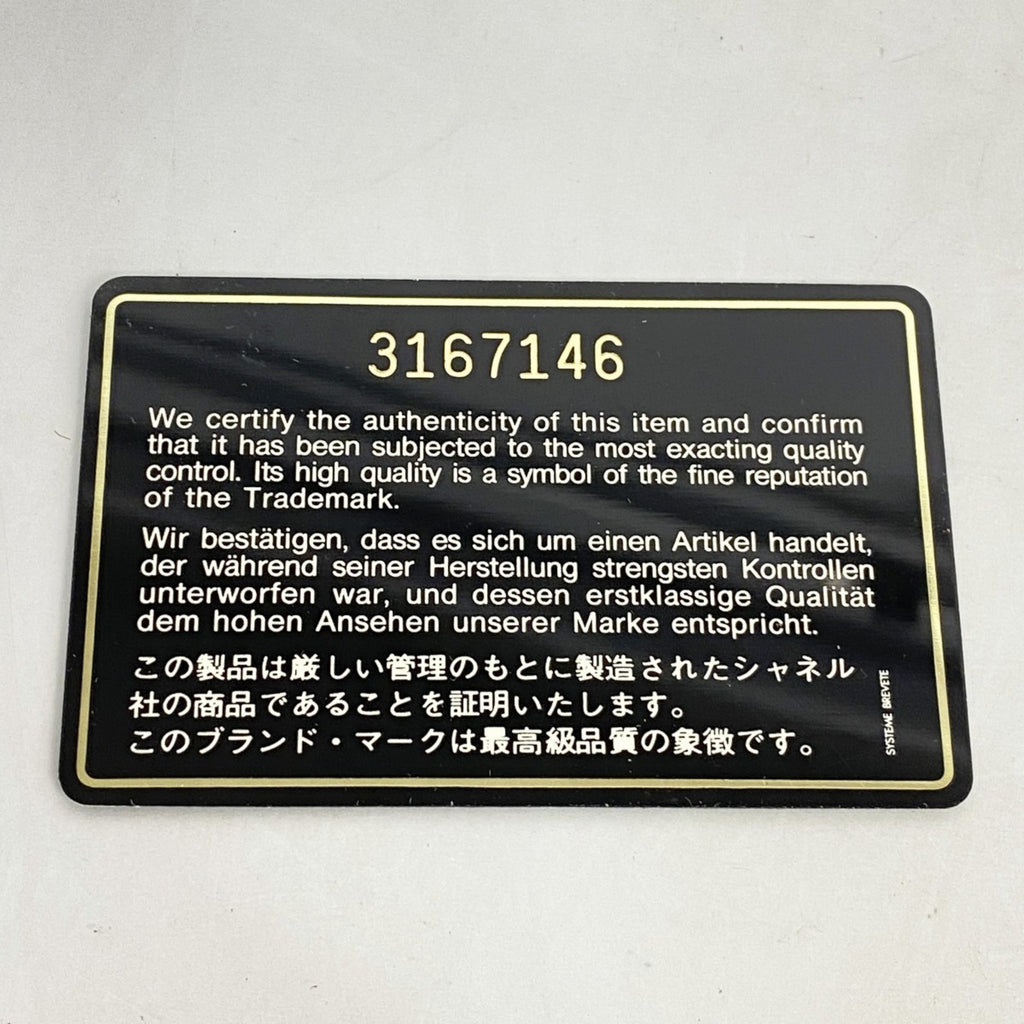 3167146
We certify the authenticity of this item and confirm
that it has been subjected to the most exacting quality
control. Its high quality is a symbol of the fine reputation
of the Trademark.
Wir bestätigen, dass es sich um einen Artikel handelt,
der während seiner Herstellung strengsten Kontrollen
unterworfen war, und dessen erstklassige Qualität
dem hohen Ansehen unserer Marke entspricht.
この製品は厳しい管理のもとに製造されたシャネル
社の商品であることを証明いたします。
このブランド・マークは最高級品質の象徴です。
SYSTEME BREVETE